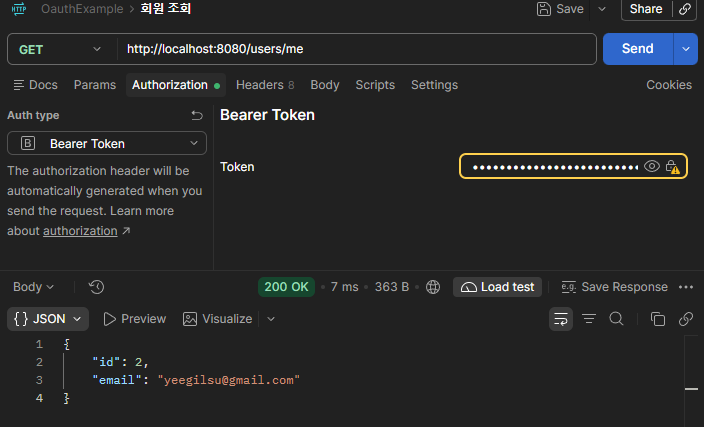 HTTP OauthExample > 회원 조회 Save Share
GET http://localhost:8080/users/me Send
Docs Params Authorization Headers 8 Body Scripts Settings Cookies
Auth type
B Bearer Token
The authorization header will be
automatically generated when you
send the request. Learn more
about authorization ↗
Bearer Token
Token ••••••••••••••••••••••••
Body 200 OK • 7 ms • 363 B Load test e.g. Save Response •••
{} JSON Preview Visualize
1 {
2 "id": 2,
3 "email": "yeegilsu@gmail.com"
4 }